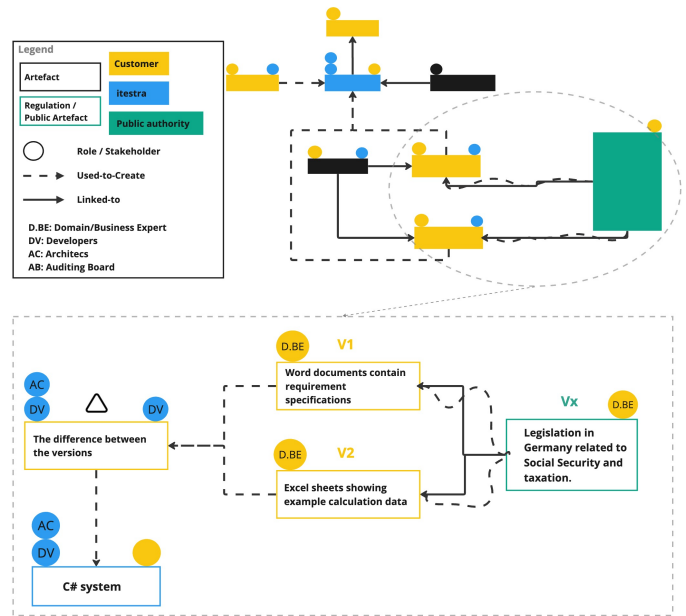 Legend
Artefact
Customer
itestra
Regulation /
Public Artefact
Public authority
Role / Stakeholder
Used-to-Create
Linked-to
D.BE: Domain/Business Expert
DV: Developers
AC: Architecs
AB: Auditing Board
D.BE
V1
Word documents contain
requirement
specifications
AC
DV
DV
The difference between
the versions
D.BE
V2
Excel sheets showing
example calculation data
Vx
D.BE
Legislation in
Germany related to
Social Security and
taxation.
AC
DV
C# system